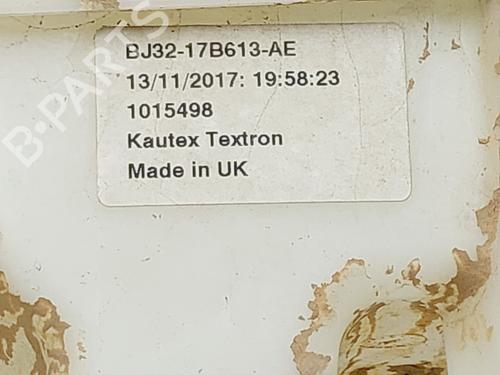 BJ32-17B613-AE
13/11/2017: 19:58:23
1015498
Kautex Textron
Made in UK
B-PARTS